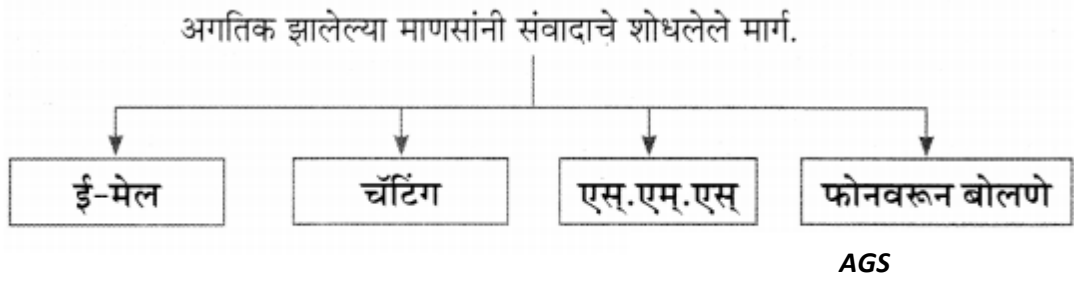 अगतिक झालेल्या माणसांनी संवादाचे शोधलेले मार्ग.
ई-मेल
चॅटिंग
एस्.एम्.एस्
फोनवरून बोलणे
AGS